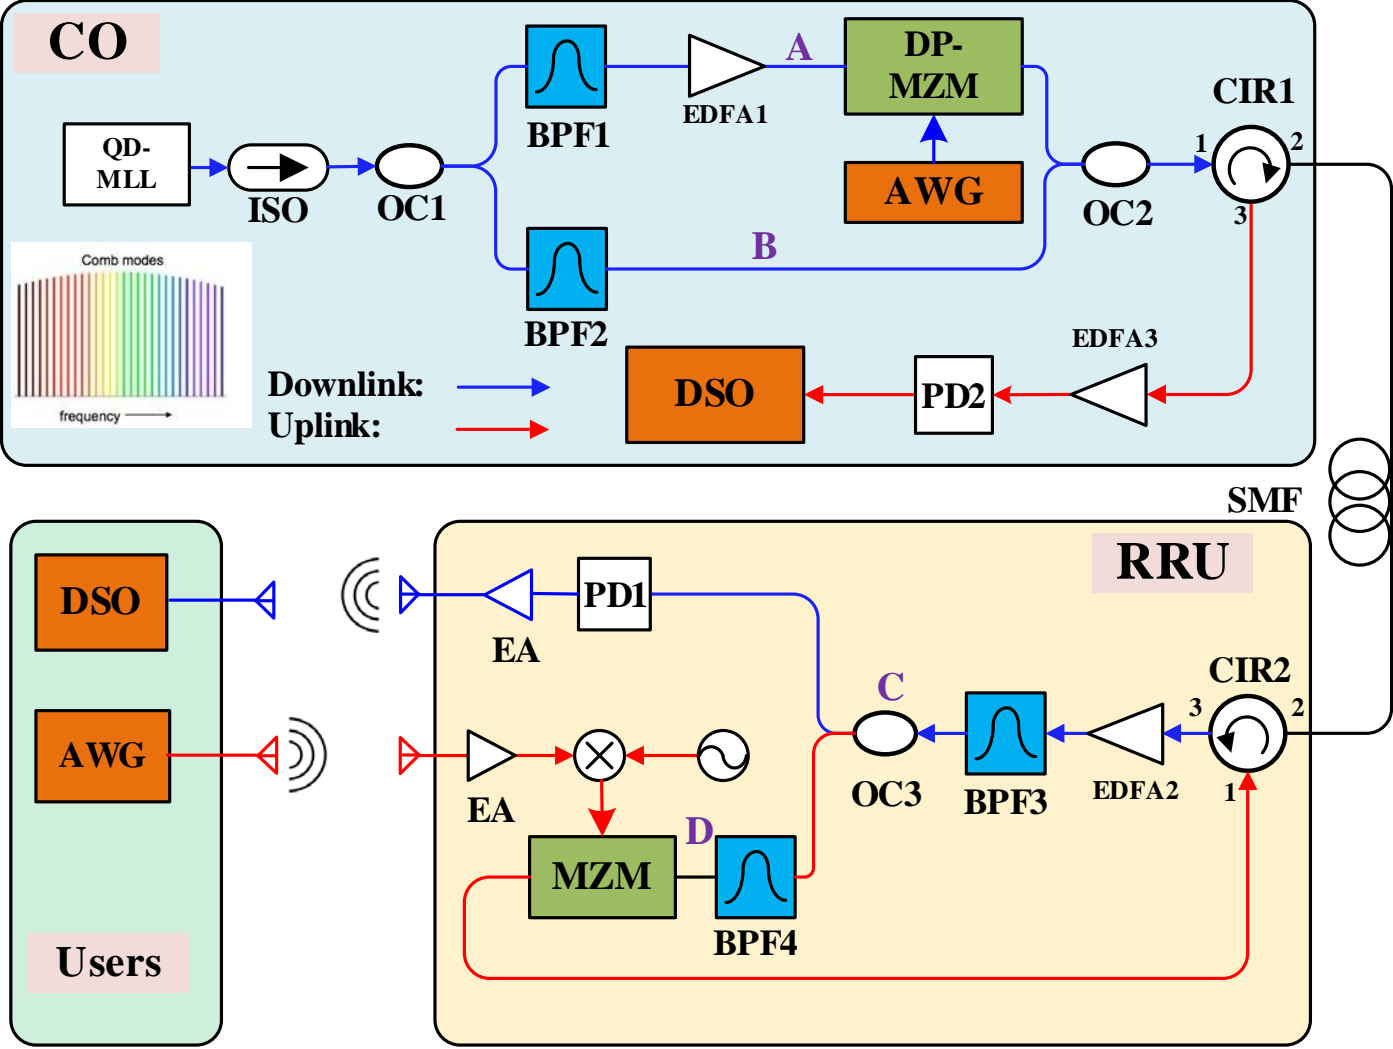 CO
QD-
MLL
ISO
OC1
BPF1
EDFA1
A
DP-
MZM
AWG
B
BPF2
OC2
CIR1
1
2
3
Comb modes
frequency
Downlink:
Uplink:
DSO
PD2
EDFA3
SMF
DSO
AWG
Users
RRU
PD1
EA
EA
MZM
D
BPF4
C
OC3
BPF3
EDFA2
CIR2
3
2
1